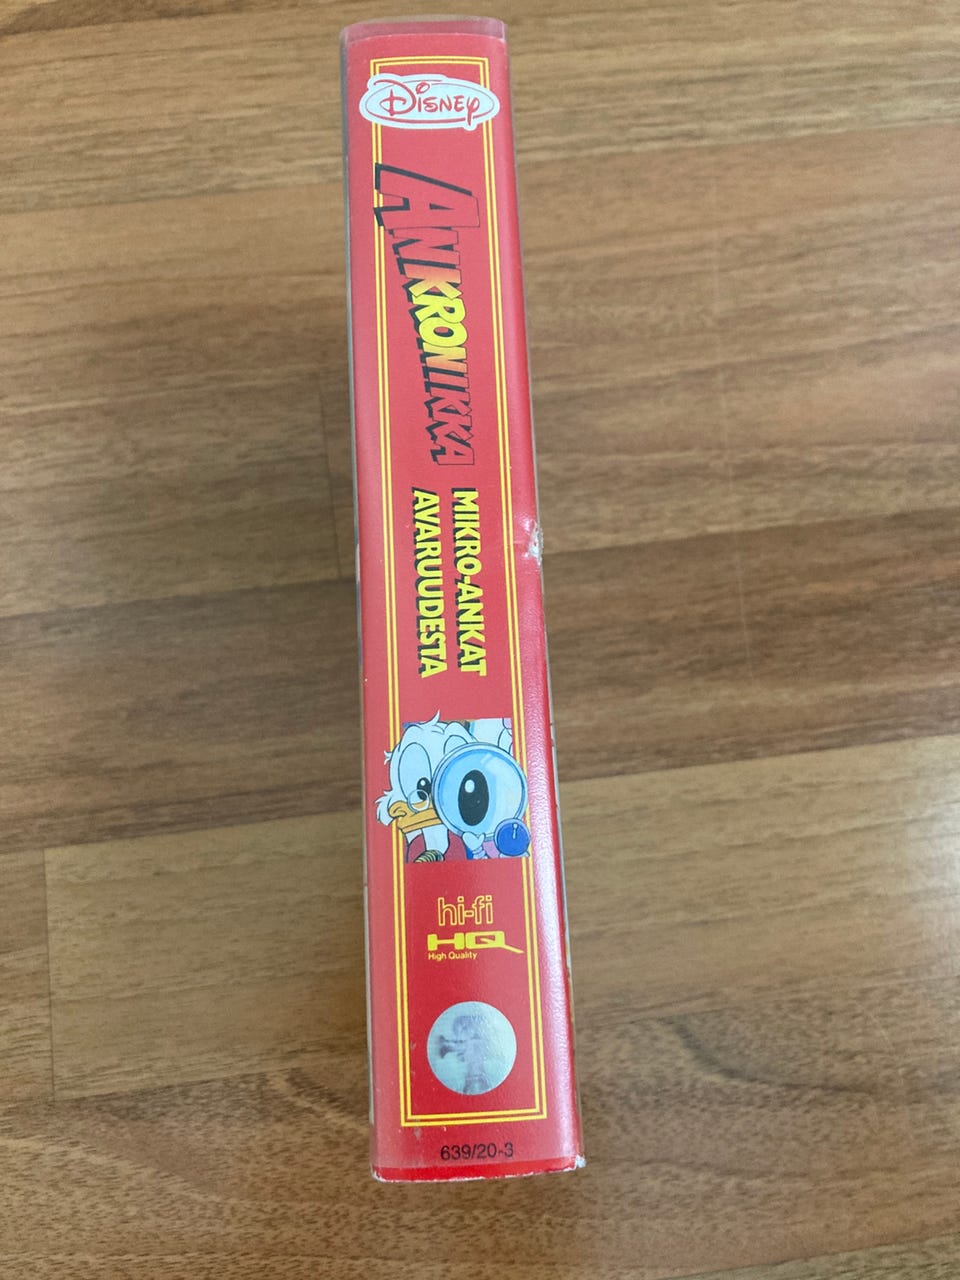 Disney
ANKRONIKKA
MIKRO-ANKAT
AVARUUDESTA
hi-fi
HQ
High Quality
639/20-3